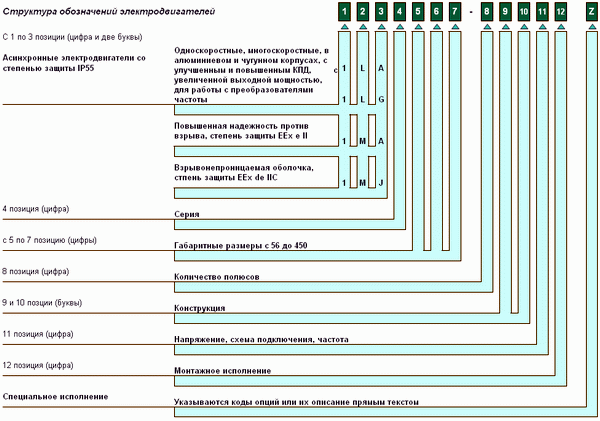 Структура обозначений электродвигателей
1 2 3 4 5 6 7 - 8 9 10 11 12 Z
С 1 по 3 позиции (цифра и две буквы)
Асинхронные электродвигатели со
степенью защиты IP55
Односкоростные, многоскоростные, в
алюминиевом и чугунном корпусах, с
улучшенным и повышенным КПД, с
увеличенной выходной мощностью,
для работы с преобразователями
частоты
1 L A
1 L G
Повышенная надежность против
взрыва, степень защиты EEx e II
1 M A
Взрывонепроницаемая оболочка,
стпень защиты EEx de IIC
1 M J
4 позиция (цифра)
Серия
с 5 по 7 позицию (цифры)
Габаритные размеры с 56 до 450
8 позиция (цифра)
Количество полюсов
9 и 10 позции (буквы)
Конструкция
11 позиция (цифра)
Напряжение, схема подключения, частота
12 позиция (цифра)
Монтажное исполнение
Специальное исполнение
Указываются коды опций или их описание прямым текстом